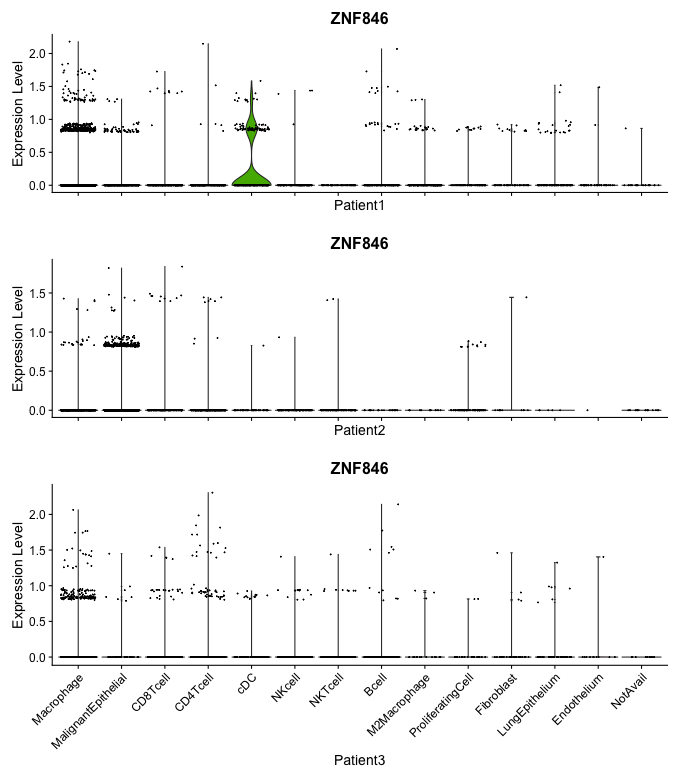 ZNF846
Expression Level
2.0
1.5
1.0
0.5
0.0
Patient1
ZNF846
Expression Level
1.5
1.0
0.5
0.0
Patient2
ZNF846
Expression Level
2.0
1.5
1.0
0.5
0.0
Macrophage
MalignantEpithelial
CD8Tcell
CD4Tcell
cDC
NKcell
NKTcell
Bcell
M2Macrophage
ProliferatingCell
Fibroblast
LungEpithelium
Endothelium
NotAvail
Patient3